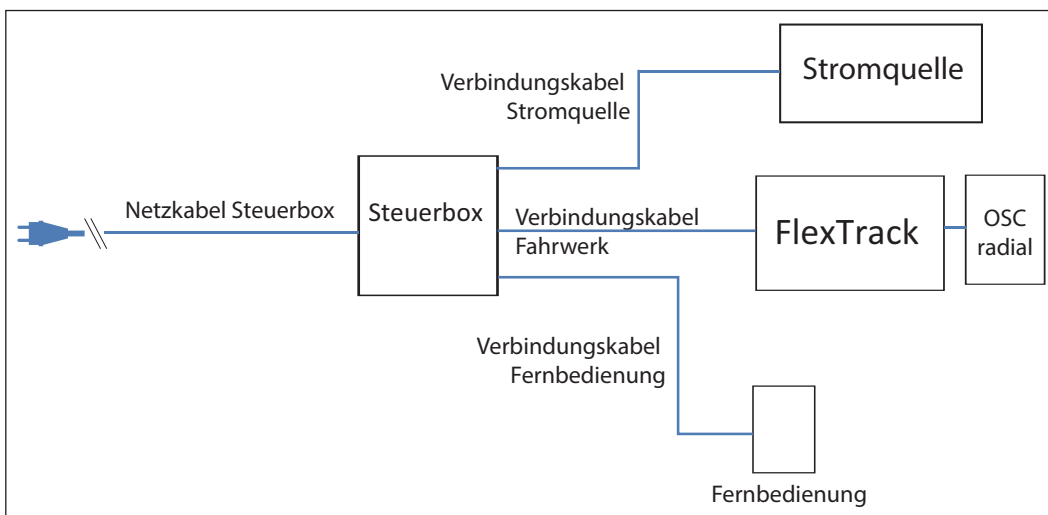 Verbindungskabel
Stromquelle
Stromquelle
Netzkabel Steuerbox
Steuerbox
Verbindungskabel
Fahrwerk
FlexTrack
OSC
radial
Verbindungskabel
Fernbedienung
Fernbedienung